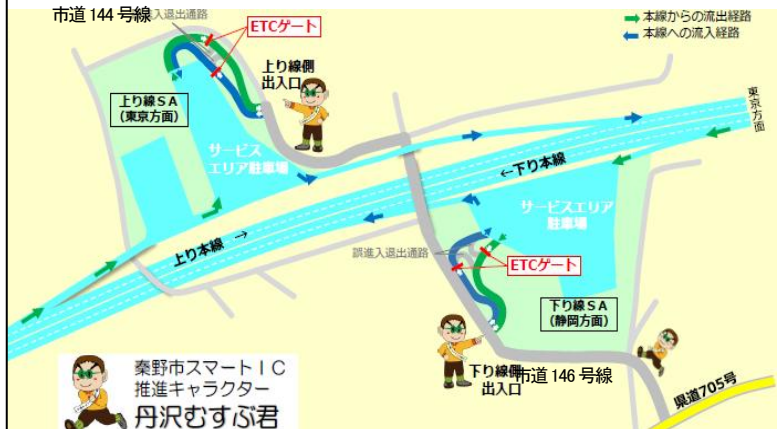 市道144号線
誤進入退出通路
ETCゲート
本線からの流出経路
本線への流入経路
上り線側
出入口
上り線SA
(東京方面)
東京方面
サービス
エリア駐車場
←下り本線
サービスエリア
駐車場
上り本線→
誤進入退出通路
ETCゲート
下り線SA
(静岡方面)
下り線側
出入口
市道146号線
県道705号
秦野市スマートIC
推進キャラクター
丹沢むすぶ君